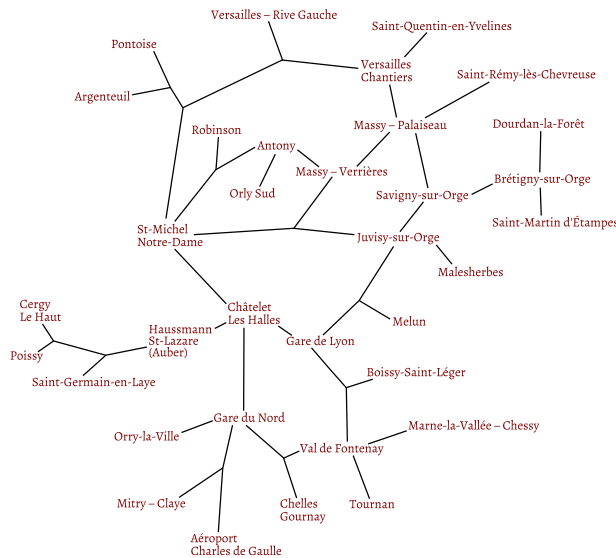 Versailles – Rive Gauche
Saint-Quentin-en-Yvelines
Pontoise
Versailles
Chantiers
Saint-Rémy-lès-Chevreuse
Argenteuil
Robinson
Massy – Palaiseau
Dourdan-la-Forêt
Antony
Massy – Verrières
Brétigny-sur-Orge
Orly Sud
Savigny-sur-Orge
Saint-Martin d'Étampes
St-Michel
Notre-Dame
Juvisy-sur-Orge
Malesherbes
Cergy
Le Haut
Châtelet
Les Halles
Melun
Haussmann
St-Lazare
(Auber)
Gare de Lyon
Poissy
Saint-Germain-en-Laye
Boissy-Saint-Léger
Gare du Nord
Marne-la-Vallée – Chessy
Orry-la-Ville
Val de Fontenay
Mitry – Claye
Chelles
Gournay
Tournan
Aéroport
Charles de Gaulle